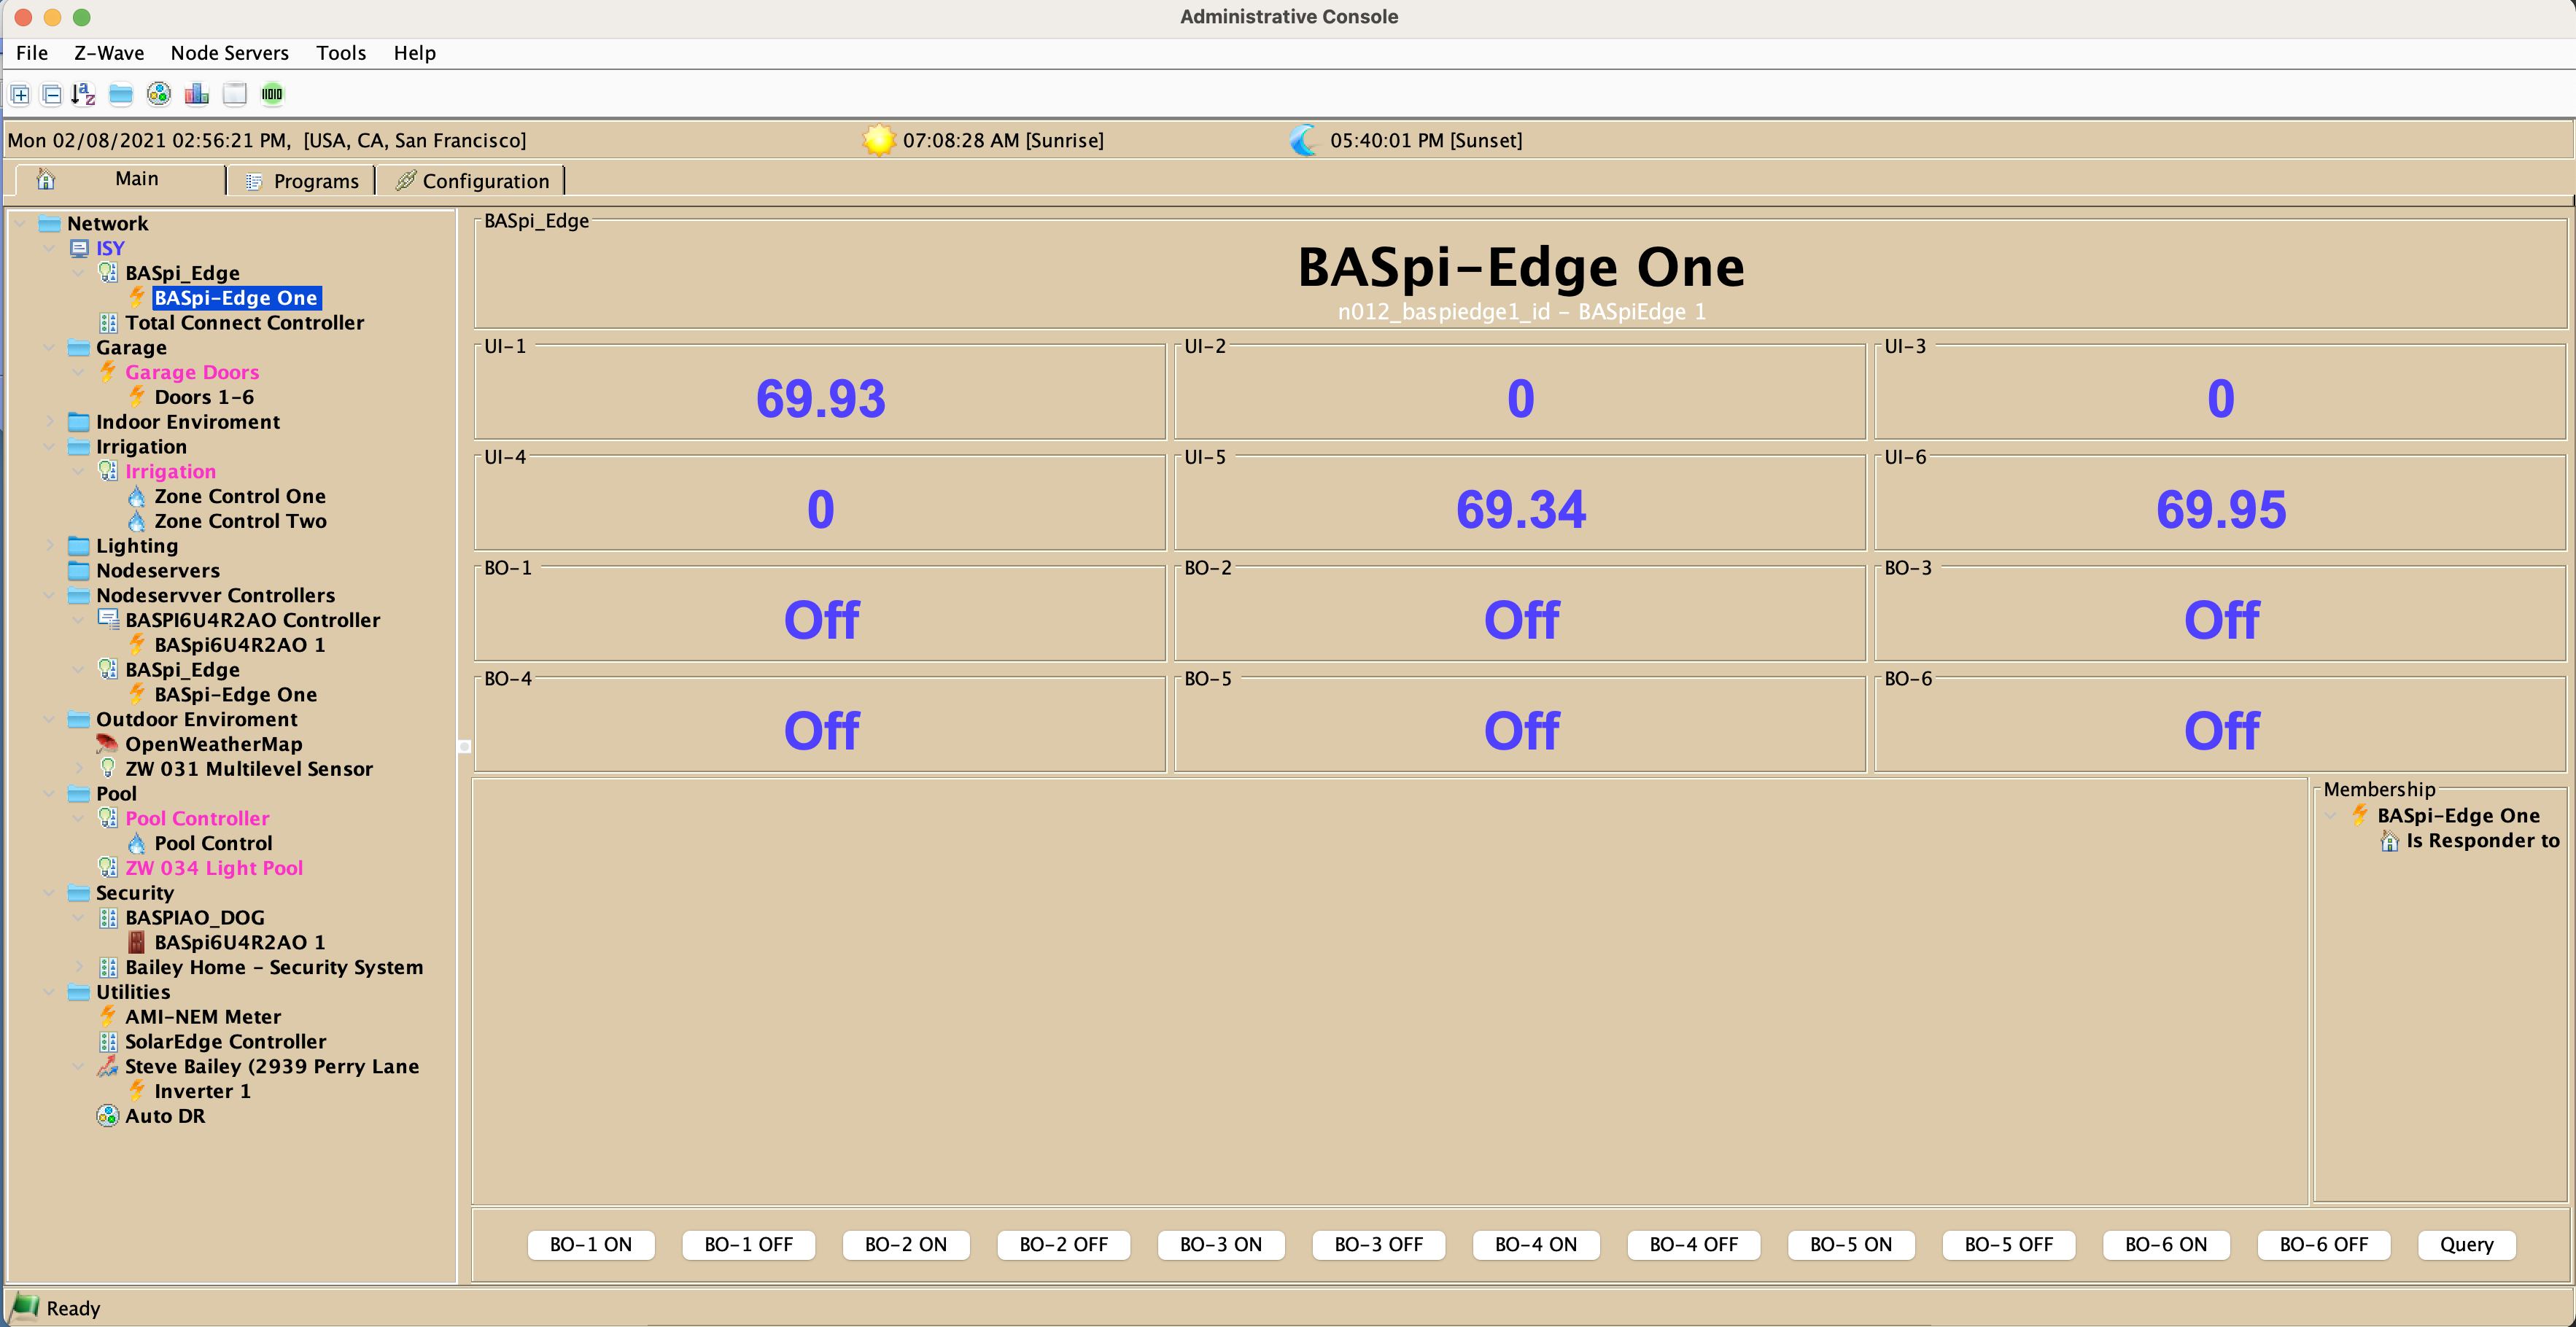 Administrative Console
File Z-Wave Node Servers Tools Help
Mon 02/08/2021 02:56:21 PM, [USA, CA, San Francisco] 07:08:28 AM [Sunrise] 05:40:01 PM [Sunset]
Main Programs Configuration
Network
ISY
BASpi_Edge
BASpi-Edge One
Total Connect Controller
Garage
Garage Doors
Doors 1-6
Indoor Enviroment
Irrigation
Irrigation
Zone Control One
Zone Control Two
Lighting
Nodeservers
Nodeservver Controllers
BASPI6U4R2AO Controller
BASpi6U4R2AO 1
BASpi_Edge
BASpi-Edge One
Outdoor Enviroment
OpenWeatherMap
ZW 031 Multilevel Sensor
Pool
Pool Controller
Pool Control
ZW 034 Light Pool
Security
BASPIAO_DOG
BASpi6U4R2AO 1
Bailey Home - Security System
Utilities
AMI-NEM Meter
SolarEdge Controller
Steve Bailey (2939 Perry Lane
Inverter 1
Auto DR
BASpi_Edge
BASpi-Edge One
n012_baspiedge1_id - BASpiEdge 1
UI-1 UI-2 UI-3
69.93 0 0
UI-4 UI-5 UI-6
0 69.34 69.95
BO-1 BO-2 BO-3
Off Off Off
BO-4 BO-5 BO-6
Off Off Off
Membership
BASpi-Edge One
Is Responder to
BO-1 ON BO-1 OFF BO-2 ON BO-2 OFF BO-3 ON BO-3 OFF BO-4 ON BO-4 OFF BO-5 ON BO-5 OFF BO-6 ON BO-6 OFF Query
Ready